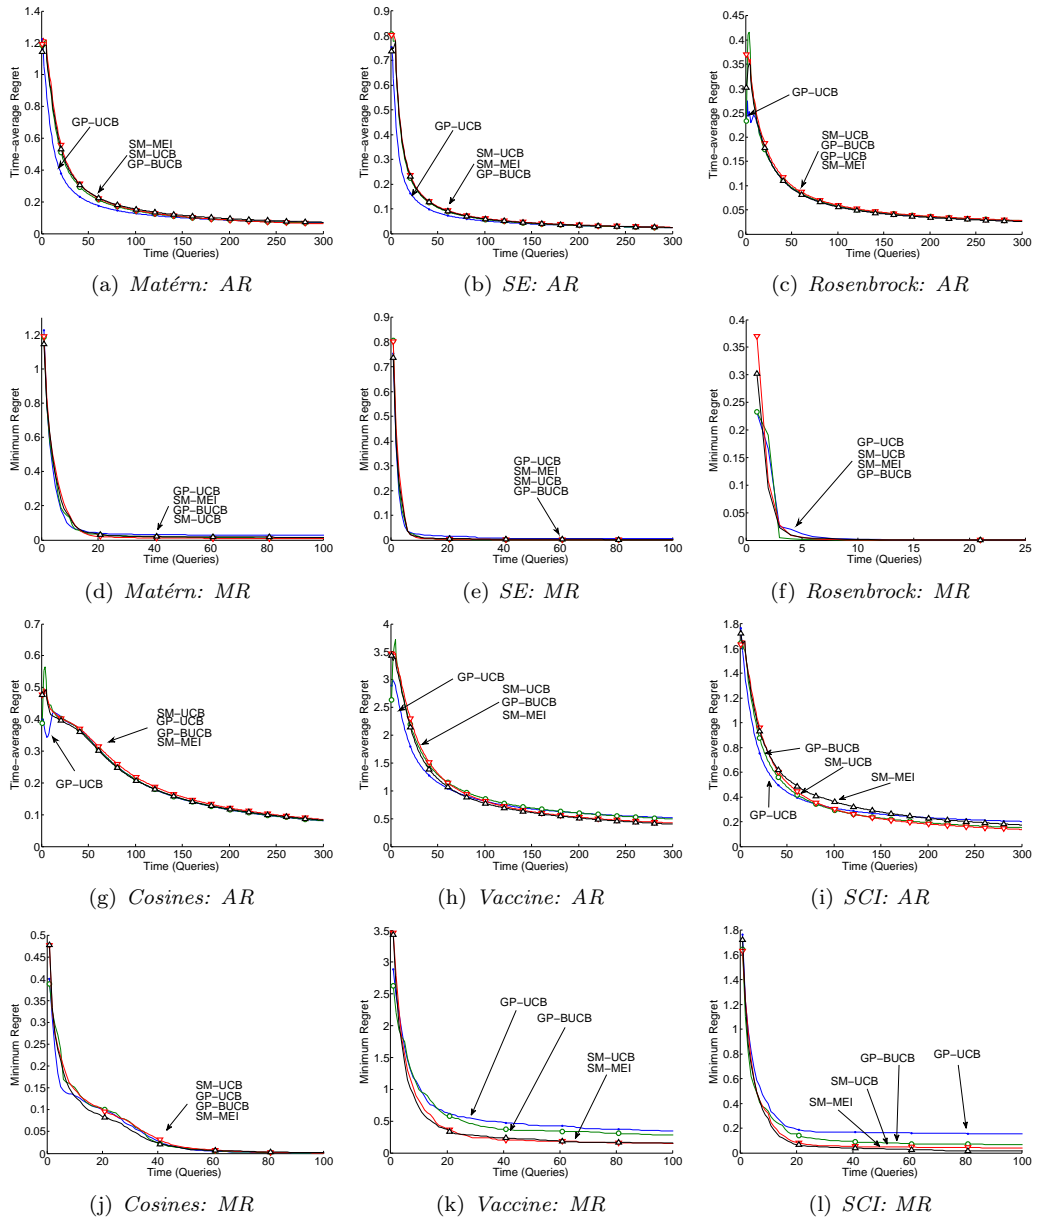 Time−average Regret
1.4
1.2
1
0.8
0.6
0.4
0.2
0
GP−UCB
SM−MEI
SM−UCB
GP−BUCB
0 50 100 150 200 250 300
Time (Queries)
(a) Matérn: AR
Time−average Regret
0.9
0.8
0.7
0.6
0.5
0.4
0.3
0.2
0.1
0
GP−UCB
SM−UCB
SM−MEI
GP−BUCB
0 50 100 150 200 250 300
Time (Queries)
(b) SE: AR
Time−average Regret
0.45
0.4
0.35
0.3
0.25
0.2
0.15
0.1
0.05
0
GP−UCB
SM−UCB
GP−BUCB
GP−UCB
SM−MEI
0 50 100 150 200 250 300
Time (Queries)
(c) Rosenbrock: AR
Minimum Regret
1.2
1
0.8
0.6
0.4
0.2
0
GP−UCB
SM−MEI
GP−BUCB
SM−UCB
0 20 40 60 80 100
Time (Queries)
(d) Matérn: MR
Minimum Regret
0.9
0.8
0.7
0.6
0.5
0.4
0.3
0.2
0.1
0
GP−UCB
SM−MEI
SM−UCB
GP−BUCB
0 20 40 60 80 100
Time (Queries)
(e) SE: MR
Minimum Regret
0.4
0.35
0.3
0.25
0.2
0.15
0.1
0.05
0
GP−UCB
SM−UCB
SM−MEI
GP−BUCB
0 5 10 15 20 25
Time (Queries)
(f) Rosenbrock: MR
Time−average Regret
0.7
0.6
0.5
0.4
0.3
0.2
0.1
0
SM−UCB
GP−UCB
GP−BUCB
SM−MEI
GP−UCB
0 50 100 150 200 250 300
Time (Queries)
(g) Cosines: AR
Time−average Regret
4
3.5
3
2.5
2
1.5
1
0.5
0
GP−UCB
SM−UCB
GP−BUCB
SM−MEI
0 50 100 150 200 250 300
Time (Queries)
(h) Vaccine: AR
Time−average Regret
1.8
1.6
1.4
1.2
1
0.8
0.6
0.4
0.2
0
GP−BUCB
SM−UCB
SM−MEI
GP−UCB
0 50 100 150 200 250 300
Time (Queries)
(i) SCI: AR
Minimum Regret
0.5
0.45
0.4
0.35
0.3
0.25
0.2
0.15
0.1
0.05
0
SM−UCB
GP−UCB
GP−BUCB
SM−MEI
0 20 40 60 80 100
Time (Queries)
(j) Cosines: MR
Minimum Regret
3.5
3
2.5
2
1.5
1
0.5
0
GP−UCB
GP−BUCB
SM−UCB
SM−MEI
0 20 40 60 80 100
Time (Queries)
(k) Vaccine: MR
Minimum Regret
1.8
1.6
1.4
1.2
1
0.8
0.6
0.4
0.2
0
GP−UCB
GP−BUCB
SM−UCB
SM−MEI
0 20 40 60 80 100
Time (Queries)
(l) SCI: MR